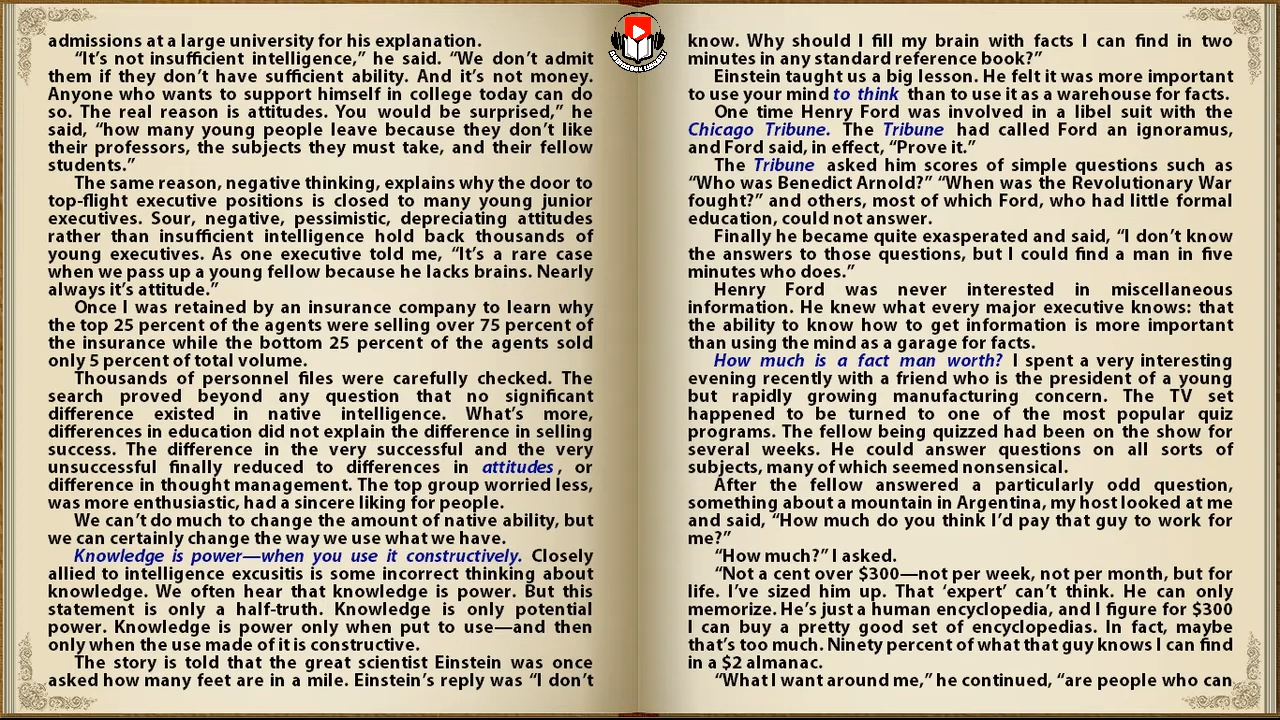 admissions at a large university for his explanation.
“It’s not insufficient intelligence,” he said. “We don’t admit
them if they don’t have sufficient ability. And it’s not money.
Anyone who wants to support himself in college today can do
so. The real reason is attitudes. You would be surprised,” he
said, “how many young people leave because they don’t like
their professors, the subjects they must take, and their fellow
students.”
The same reason, negative thinking, explains why the door to
top-flight executive positions is closed to many young junior
executives. Sour, negative, pessimistic, depreciating attitudes
rather than insufficient intelligence hold back thousands of
young executives. As one executive told me, “It’s a rare case
when we pass up a young fellow because he lacks brains. Nearly
always it’s attitude.”
Once I was retained by an insurance company to learn why
the top 25 percent of the agents were selling over 75 percent of
the insurance while the bottom 25 percent of the agents sold
only 5 percent of total volume.
Thousands of personnel files were carefully checked. The
search proved beyond any question that no significant
difference existed in native intelligence. What’s more,
differences in education did not explain the difference in selling
success. The difference in the very successful and the very
unsuccessful finally reduced to differences in attitudes, or
difference in thought management. The top group worried less,
was more enthusiastic, had a sincere liking for people.
We can’t do much to change the amount of native ability, but
we can certainly change the way we use what we have.
Knowledge is power—when you use it constructively. Closely
allied to intelligence excusitis is some incorrect thinking about
knowledge. We often hear that knowledge is power. But this
statement is only a half-truth. Knowledge is only potential
power. Knowledge is power only when put to use—and then
only when the use made of it is constructive.
The story is told that the great scientist Einstein was once
asked how many feet are in a mile. Einstein’s reply was “I don’t
know. Why should I fill my brain with facts I can find in two
minutes in any standard reference book?”
Einstein taught us a big lesson. He felt it was more important
to use your mind to think than to use it as a warehouse for facts.
One time Henry Ford was involved in a libel suit with the
Chicago Tribune. The Tribune had called Ford an ignoramus,
and Ford said, in effect, “Prove it.”
The Tribune asked him scores of simple questions such as
“Who was Benedict Arnold?” “When was the Revolutionary War
fought?” and others, most of which Ford, who had little formal
education, could not answer.
Finally he became quite exasperated and said, “I don’t know
the answers to those questions, but I could find a man in five
minutes who does.”
Henry Ford was never interested in miscellaneous
information. He knew what every major executive knows: that
the ability to know how to get information is more important
than using the mind as a garage for facts.
How much is a fact man worth? I spent a very interesting
evening recently with a friend who is the president of a young
but rapidly growing manufacturing concern. The TV set
happened to be turned to one of the most popular quiz
programs. The fellow being quizzed had been on the show for
several weeks. He could answer questions on all sorts of
subjects, many of which seemed nonsensical.
After the fellow answered a particularly odd question,
something about a mountain in Argentina, my host looked at me
and said, “How much do you think I’d pay that guy to work for
me?”
“How much?” I asked.
“Not a cent over $300—not per week, not per month, but for
life. I’ve sized him up. That ‘expert’ can’t think. He can only
memorize. He’s just a human encyclopedia, and I figure for $300
I can buy a pretty good set of encyclopedias. In fact, maybe
that’s too much. Ninety percent of what that guy knows I can find
in a $2 almanac.
“What I want around me,” he continued, “are people who can